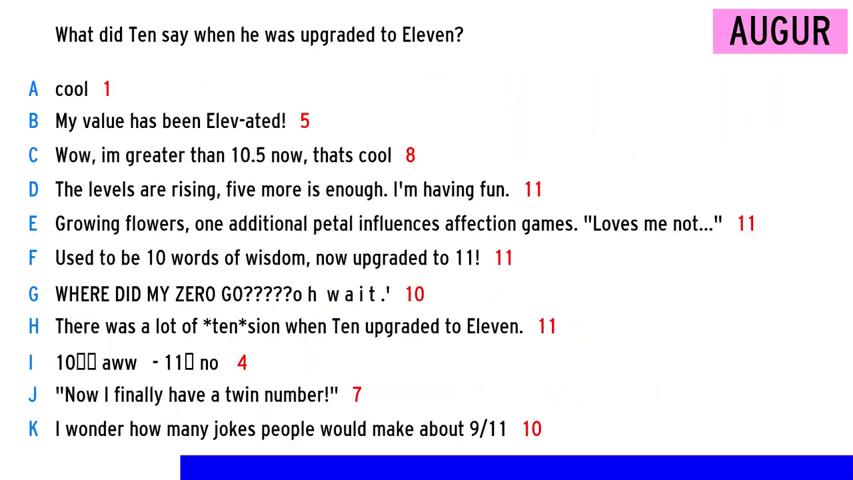 What did Ten say when he was upgraded to Eleven?
AUGUR
A cool 1
B My value has been Elev-ated! 5
C Wow, im greater than 10.5 now, thats cool 8
D The levels are rising, five more is enough. I'm having fun. 11
E Growing flowers, one additional petal influences affection games. "Loves me not..." 11
F Used to be 10 words of wisdom, now upgraded to 11! 11
G WHERE DID MY ZERO GO?????o h w a i t .' 10
H There was a lot of *ten*sion when Ten upgraded to Eleven. 11
I 10▯▯ aww - 11▯ no 4
J "Now I finally have a twin number!" 7
K I wonder how many jokes people would make about 9/11 10